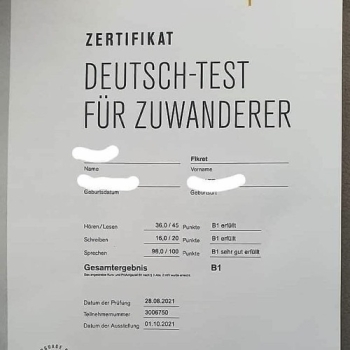 ZERTIFIKAT
DEUTSCH-TEST
FÜR ZUWANDERER
Fikret
Name Vorname
Geburtsdatum Geburtsort
Hören / Lesen 36,0 / 45 Punkte B1 erfüllt
Schreiben 16,0 / 20 Punkte B1 erfüllt
Sprechen 98,0 / 100 Punkte B1 sehr gut erfüllt
Gesamtergebnis B1
Datum der Prüfung 28.08.2021
Teilnehmernummer 3006750
Datum der Ausstellung 01.10.2021